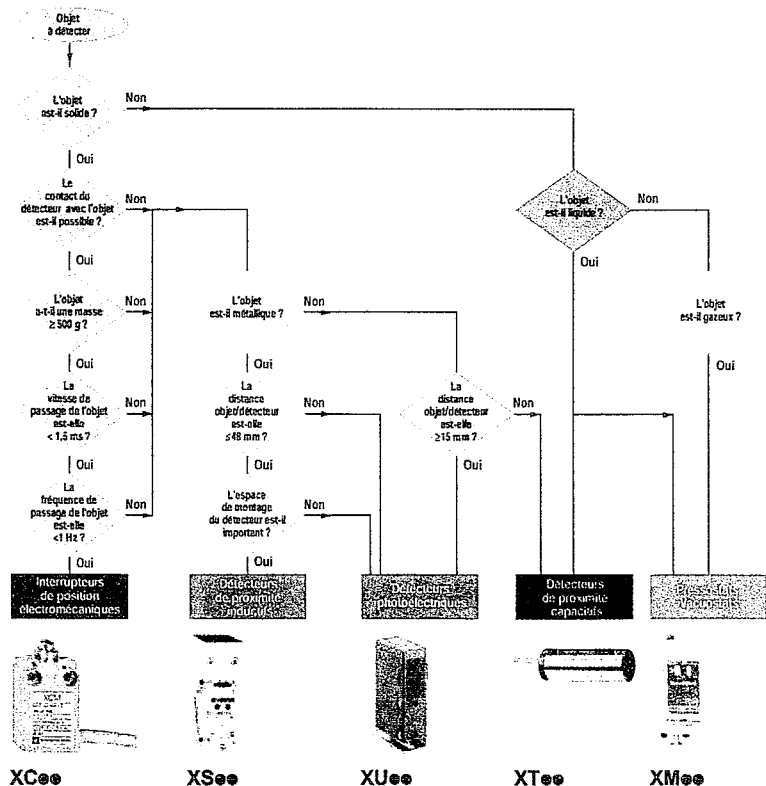 Objet
à détecter
L'objet
est-il solide ?
Non
Oui
Le
contact du
détecteur avec l'objet
est-il possible ?
Non
Oui
L'objet
est-il liquide ?
Non
Oui
L'objet
a-t-il une masse
≥ 500 g ?
Non
Oui
L'objet
est-il métallique ?
Non
Oui
L'objet
est-il gazeux ?
Oui
La
vitesse de
passage de l'objet
est-elle
< 1,5 ms ?
Non
Oui
La
distance
objet/détecteur
est-elle
≤48 mm ?
Non
Oui
La
distance
objet/détecteur
est-elle
≥15 mm ?
Non
Oui
La
fréquence de
passage de l'objet
est-elle
<1 Hz ?
Non
Oui
L'espace
de montage
du détecteur est-il
important ?
Non
Oui
Interrupteurs
de position
électromécaniques
Détecteurs
de proximité
inductifs
Détecteurs
photoélectriques
Détecteurs
de proximité
capacitifs
Pressostats
Vacuostats
XC●●
XS●●
XU●●
XT●●
XM●●